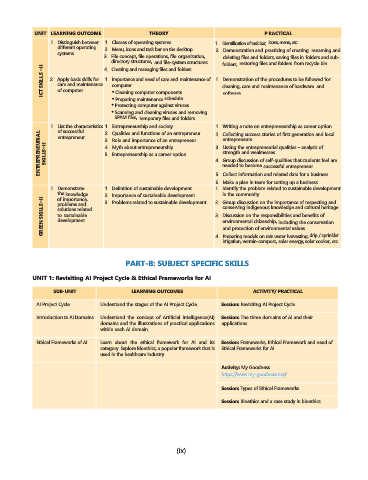 UNIT LEARNING OUTCOME THEORY PRACTICAL
ICT SKILLS -II
1 Distinguish between different operating systems
1 Classes of operating systems
2 Menu, icons and task bar on the desktop
3 File concept, file operations, file organization, directory structures, and file-system structures
4 Creating and managing files and folders
1 Identification of task bar, icons, menu, etc.
2 Demonstration and practicing of creating, renaming and deleting files and folders, saving files in folders and sub-folders, restoring files and folders from recycle bin
2 Apply basic skills for care and maintenance of computer
1 Importance and need of care and maintenance of computer
• Cleaning computer components
• Preparing maintenance schedule
• Protecting computer against viruses
• Scanning and cleaning viruses and removing SPAM files, temporary files and folders
1 Demonstration of the procedures to be followed for cleaning, care and maintenance of hardware and software
ENTREPRENEURIAL SKILLS-II
1 List the characteristics of successful entrepreneur
1 Entrepreneurship and society
2 Qualities and functions of an entrepreneur
3 Role and importance of an entrepreneur
4 Myth about entrepreneurship
5 Entrepreneurship as a career option
1 Writing a note on entrepreneurship as career option
2 Collecting success stories of first generation and local entrepreneurs
3 Listing the entrepreneurial qualities – analysis of strength and weaknesses
4 Group discussion of self-qualities that students feel are needed to become successful entrepreneur
5 Collect information and related data for a business
6 Make a plan in team for setting up a business
GREEN SKILLS-II
1 Demonstrate the knowledge of importance, problems and solutions related to sustainable development
1 Definition of sustainable development
2 Importance of sustainable development
3 Problems related to sustainable development
1 Identify the problem related to sustainable development in the community
2 Group discussion on the importance of respecting and conserving indigenous knowledge and cultural heritage
3 Discussion on the responsibilities and benefits of environmental citizenship, including the conservation and protection of environmental values
4 Preparing models on rain water harvesting, drip / sprinkler irrigation, vermin-compost, solar energy, solar cooker, etc.
PART-B: SUBJECT SPECIFIC SKILLS
UNIT 1: Revisiting AI Project Cycle & Ethical Frameworks for AI
SUB-UNIT LEARNING OUTCOMES ACTIVITY/ PRACTICAL
AI Project Cycle Understand the stages of the AI Project Cycle Session: Revisiting AI Project Cycle
Introduction to AI Domains Understand the concept of Artificial Intelligence(AI) domains and the illustrations of practical applications within each AI domain Session: The three domains of AI and their applications
Ethical Frameworks of AI Learn about the ethical framework for AI and its category. Explore bioethics, a popular framework that is used in the healthcare industry Session: Frameworks, Ethical Framework and need of Ethical Frameworks for AI
Activity: My Goodness
Session: Types of Ethical Frameworks
Session: Bioethics and a case study in bioethics
(ix)